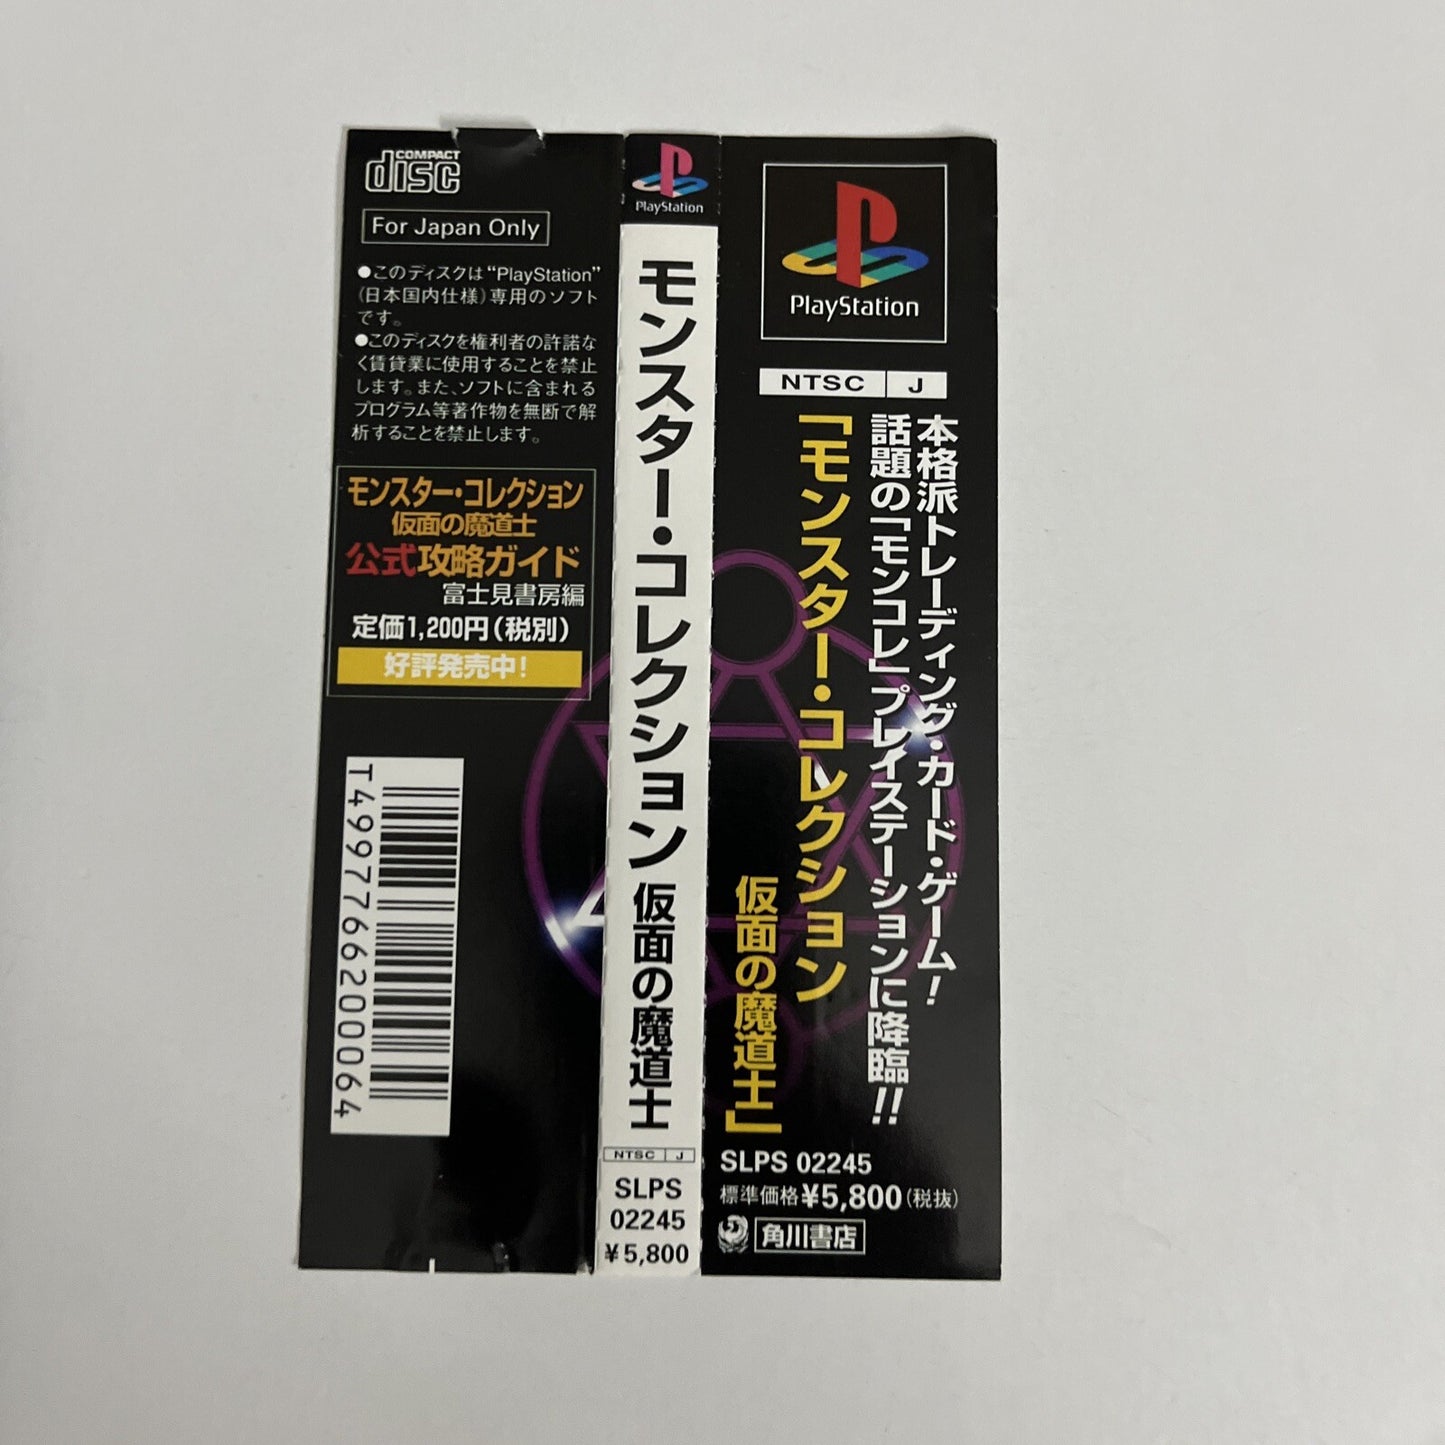 COMPACT
disc
For Japan Only
●このディスクは“PlayStation”
(日本国内仕様)専用のソフト
です。
●このディスクを権利者の許諾な
く賃貸業に使用することを禁止
します。また、ソフトに含まれる
プログラム等著作物を無断で解
析することを禁止します。
モンスター・コレクション
仮面の魔道士
公式攻略ガイド
富士見書房編
定価1,200円(税別)
好評発売中!
T4997766200064
PlayStation
モンスター・コレクション 仮面の魔道士
NTSC J
SLPS
02245
¥5,800
PlayStation
NTSC J
本格派トレーディング・カード・ゲーム!
話題の「モンコレ」プレイステーションに降臨!!
「モンスター・コレクション
仮面の魔道士」
SLPS 02245
標準価格¥5,800(税抜)
角川書店